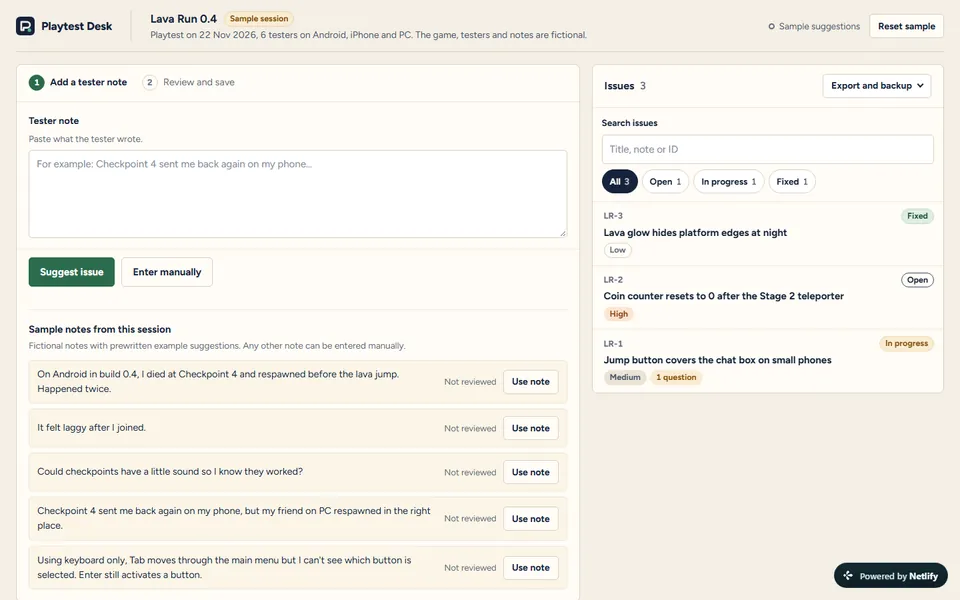 Playtest Desk
Lava Run 0.4
Sample session
Playtest on 22 Nov 2026, 6 testers on Android, iPhone and PC. The game, testers and notes are fictional.
Sample suggestions
Reset sample
1 Add a tester note
2 Review and save
Tester note
Paste what the tester wrote.
For example: Checkpoint 4 sent me back again on my phone...
Suggest issue
Enter manually
Sample notes from this session
Fictional notes with prewritten example suggestions. Any other note can be entered manually.
On Android in build 0.4, I died at Checkpoint 4 and respawned before the lava jump.
Happened twice.
Not reviewed
Use note
It felt laggy after I joined.
Not reviewed
Use note
Could checkpoints have a little sound so I know they worked?
Not reviewed
Use note
Checkpoint 4 sent me back again on my phone, but my friend on PC respawned in the right
place.
Not reviewed
Use note
Using keyboard only, Tab moves through the main menu but I can't see which button is
selected. Enter still activates a button.
Not reviewed
Use note
Issues 3
Export and backup
Search issues
Title, note or ID
All 3
Open 1
In progress 1
Fixed 1
LR-3
Fixed
Lava glow hides platform edges at night
Low
LR-2
Open
Coin counter resets to 0 after the Stage 2 teleporter
High
LR-1
In progress
Jump button covers the chat box on small phones
Medium
1 question
Powered by Netlify